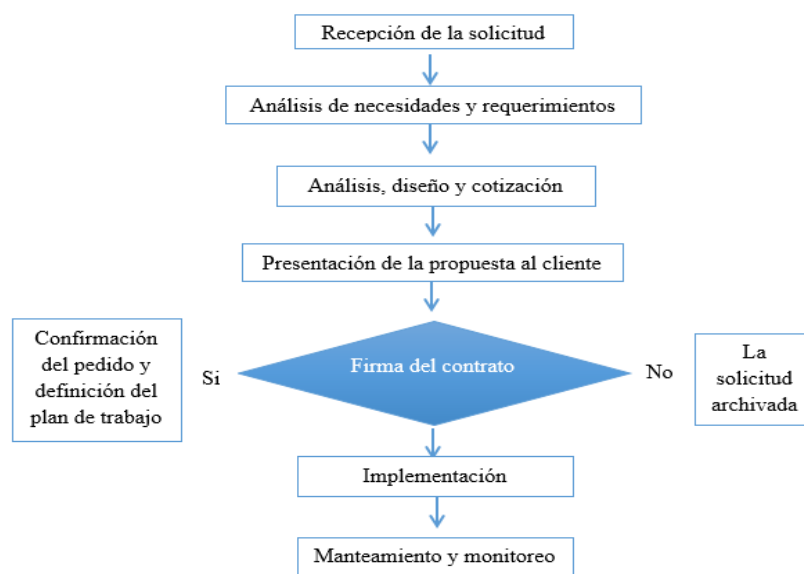 Recepción de la solicitud
Análisis de necesidades y requerimientos
Análisis, diseño y cotización
Presentación de la propuesta al cliente
Confirmación
del pedido y
definición del
plan de trabajo
Si
Firma del contrato
No
La
solicitud
archivada
Implementación
Manteamiento y monitoreo